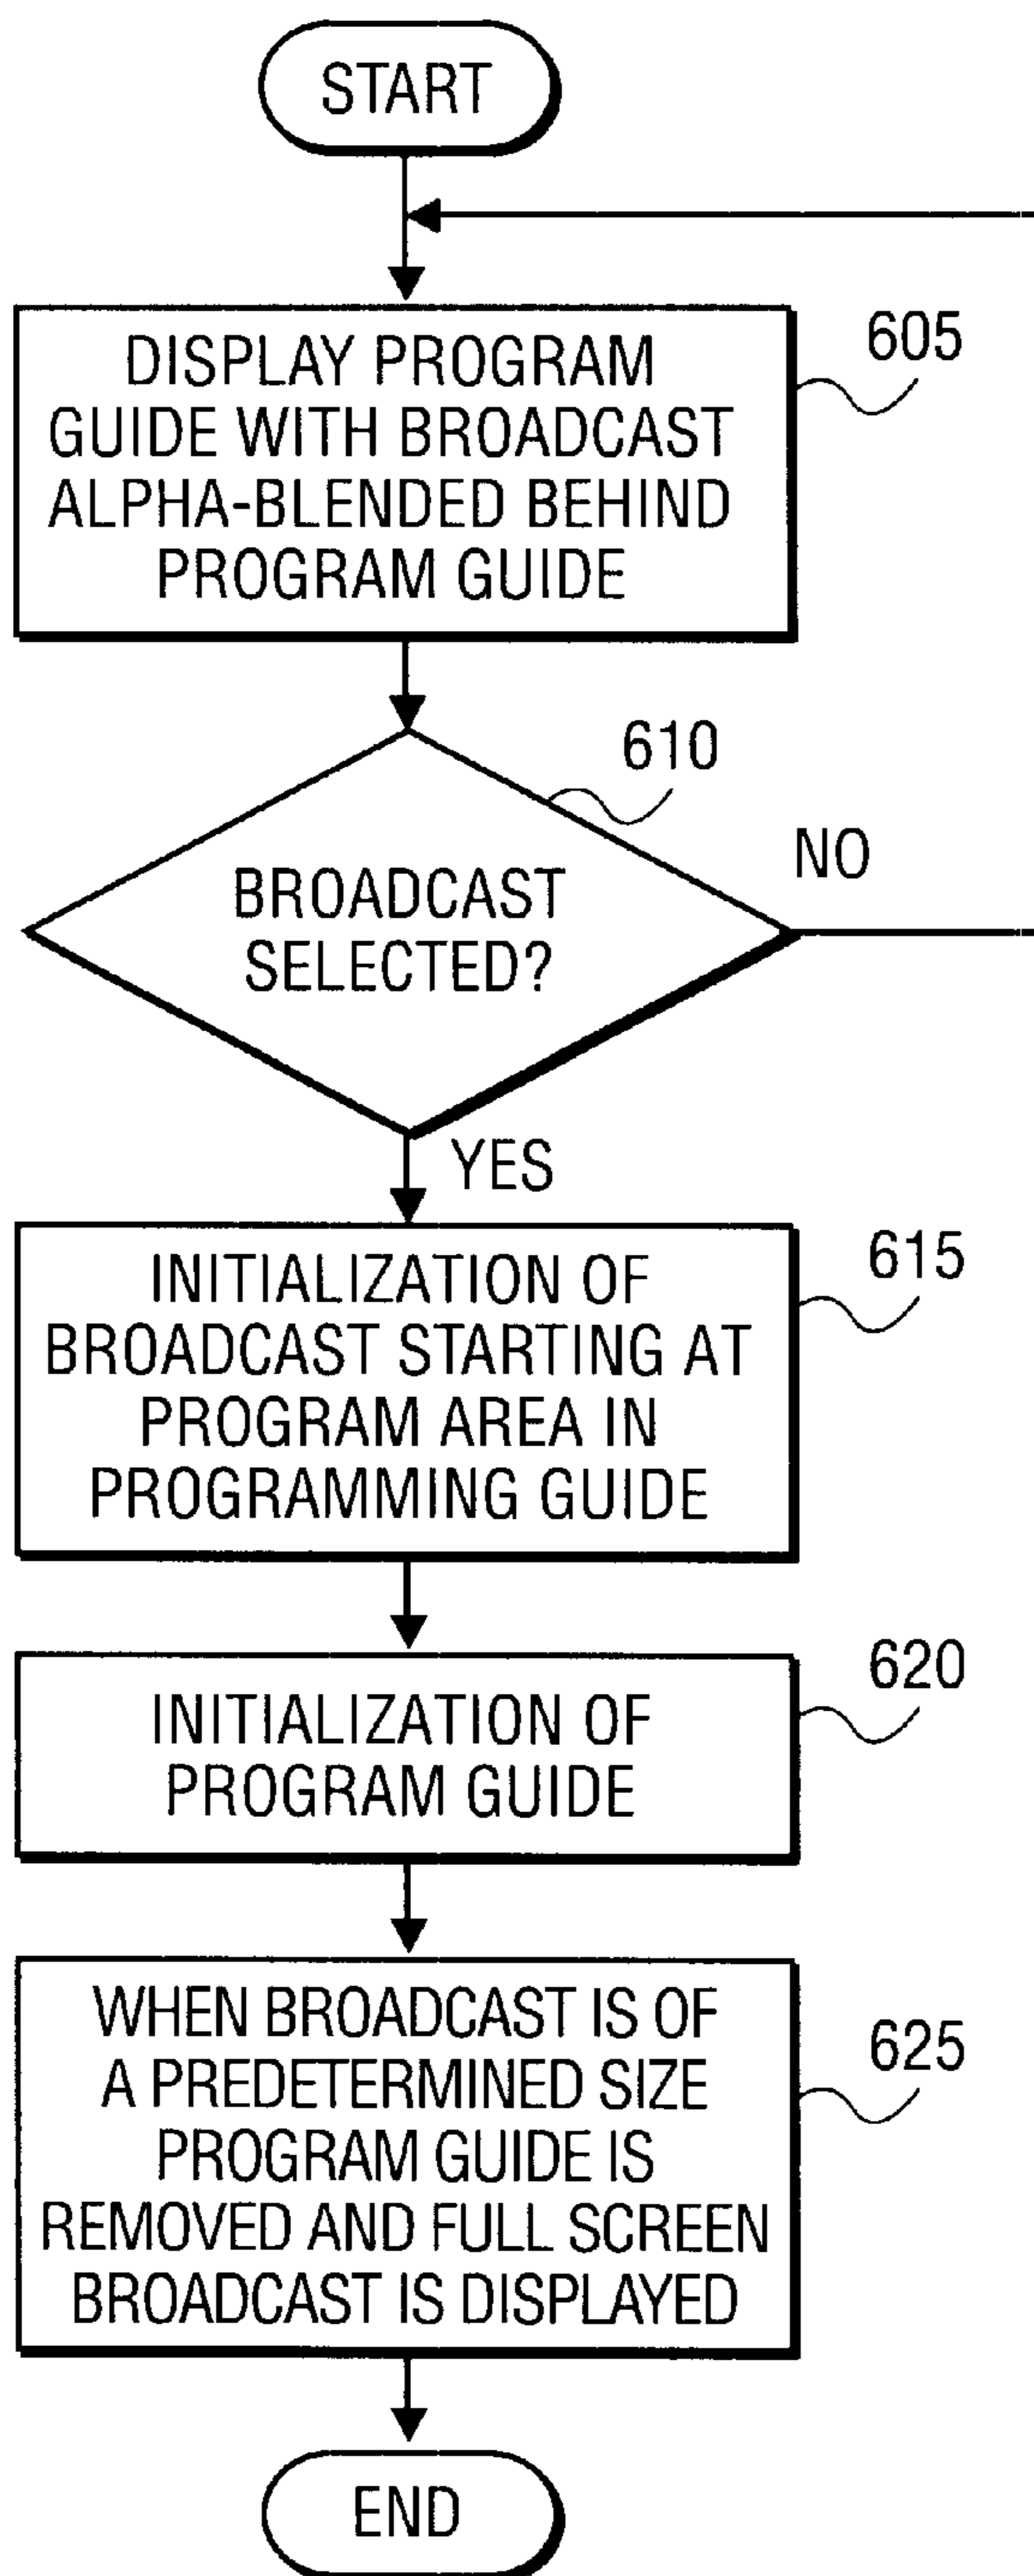 START
DISPLAY PROGRAM
GUIDE WITH BROADCAST
ALPHA-BLENDED BEHIND
PROGRAM GUIDE
605
610
BROADCAST
SELECTED?
NO
YES
INITIALIZATION OF
BROADCAST STARTING AT
PROGRAM AREA IN
PROGRAMMING GUIDE
615
INITIALIZATION OF
PROGRAM GUIDE
620
WHEN BROADCAST IS OF
A PREDETERMINED SIZE
PROGRAM GUIDE IS
REMOVED AND FULL SCREEN
BROADCAST IS DISPLAYED
625
END